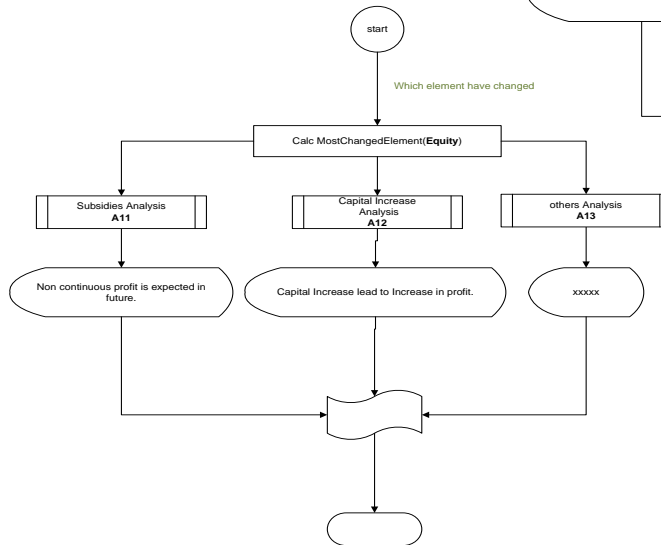 start
Which element have changed
Calc MostChangedElement(Equity)
Subsidies Analysis
A11
Capital Increase
Analysis
A12
others Analysis
A13
Non continuous profit is expected in
future.
Capital Increase lead to Increase in profit.
xxxxx